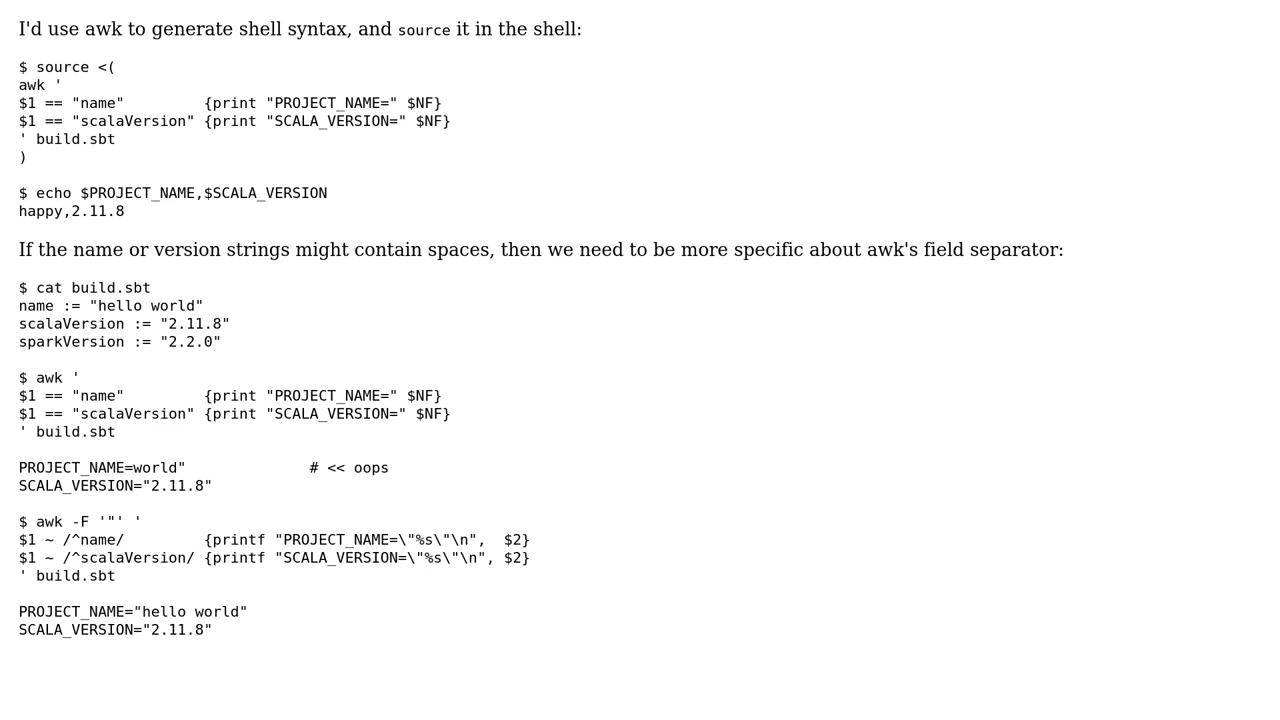 I'd use awk to generate shell syntax, and source it in the shell:
$ source <(
awk '
$1 == "name"         {print "PROJECT_NAME=" $NF}
$1 == "scalaVersion" {print "SCALA_VERSION=" $NF}
' build.sbt
)
$ echo $PROJECT_NAME,$SCALA_VERSION
happy,2.11.8
If the name or version strings might contain spaces, then we need to be more specific about awk's field separator:
$ cat build.sbt
name := "hello world"
scalaVersion := "2.11.8"
sparkVersion := "2.2.0"
$ awk '
$1 == "name"         {print "PROJECT_NAME=" $NF}
$1 == "scalaVersion" {print "SCALA_VERSION=" $NF}
' build.sbt
PROJECT_NAME=world"              # << oops
SCALA_VERSION="2.11.8"
$ awk -F '"' '
$1 ~ /^name/         {printf "PROJECT_NAME=\"%s\"\n",  $2}
$1 ~ /^scalaVersion/ {printf "SCALA_VERSION=\"%s\"\n", $2}
' build.sbt
PROJECT_NAME="hello world"
SCALA_VERSION="2.11.8"